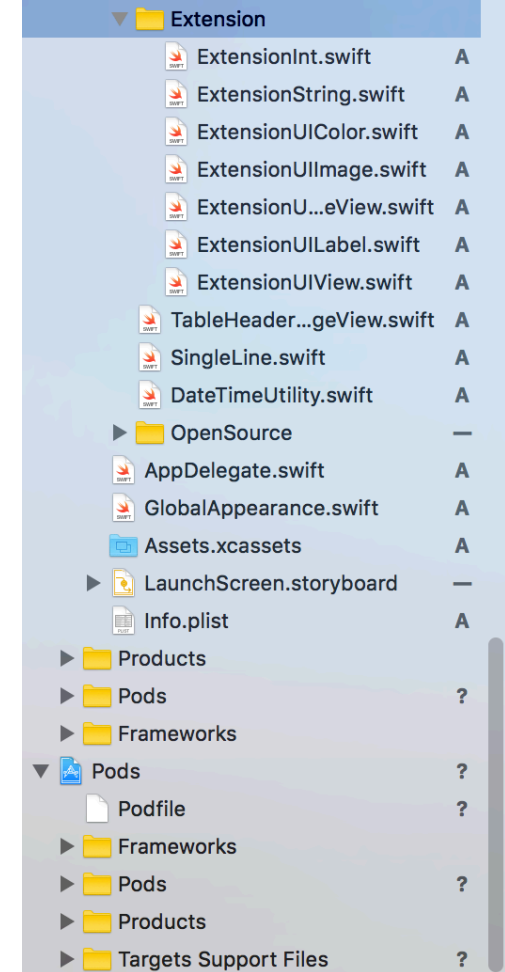 Extension
ExtensionInt.swift A
ExtensionString.swift A
ExtensionUIColor.swift A
ExtensionUIImage.swift A
ExtensionU...eView.swift A
ExtensionUILabel.swift A
ExtensionUIView.swift A
TableHeader...geView.swift A
SingleLine.swift A
DateTimeUtility.swift A
OpenSource —
AppDelegate.swift A
GlobalAppearance.swift A
Assets.xcassets A
LaunchScreen.storyboard —
Info.plist A
Products
Pods ?
Frameworks
Pods ?
Podfile ?
Frameworks
Pods ?
Products
Targets Support Files ?